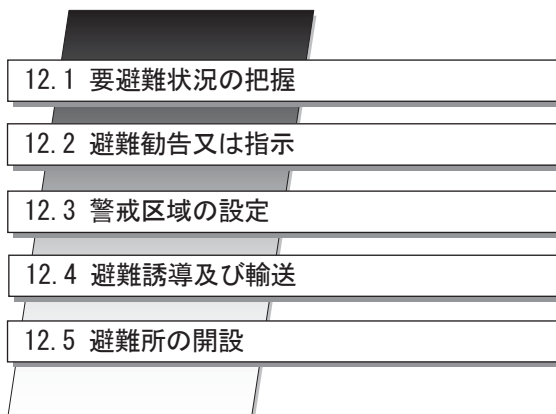 12.1 要避難状況の把握
12.2 避難勧告又は指示
12.3 警戒区域の設定
12.4 避難誘導及び輸送
12.5 避難所の開設